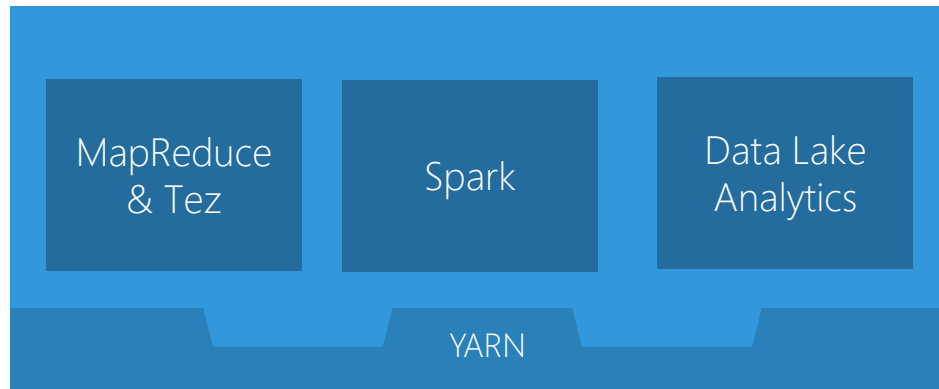 MapReduce
& Tez
Spark
Data Lake
Analytics
YARN